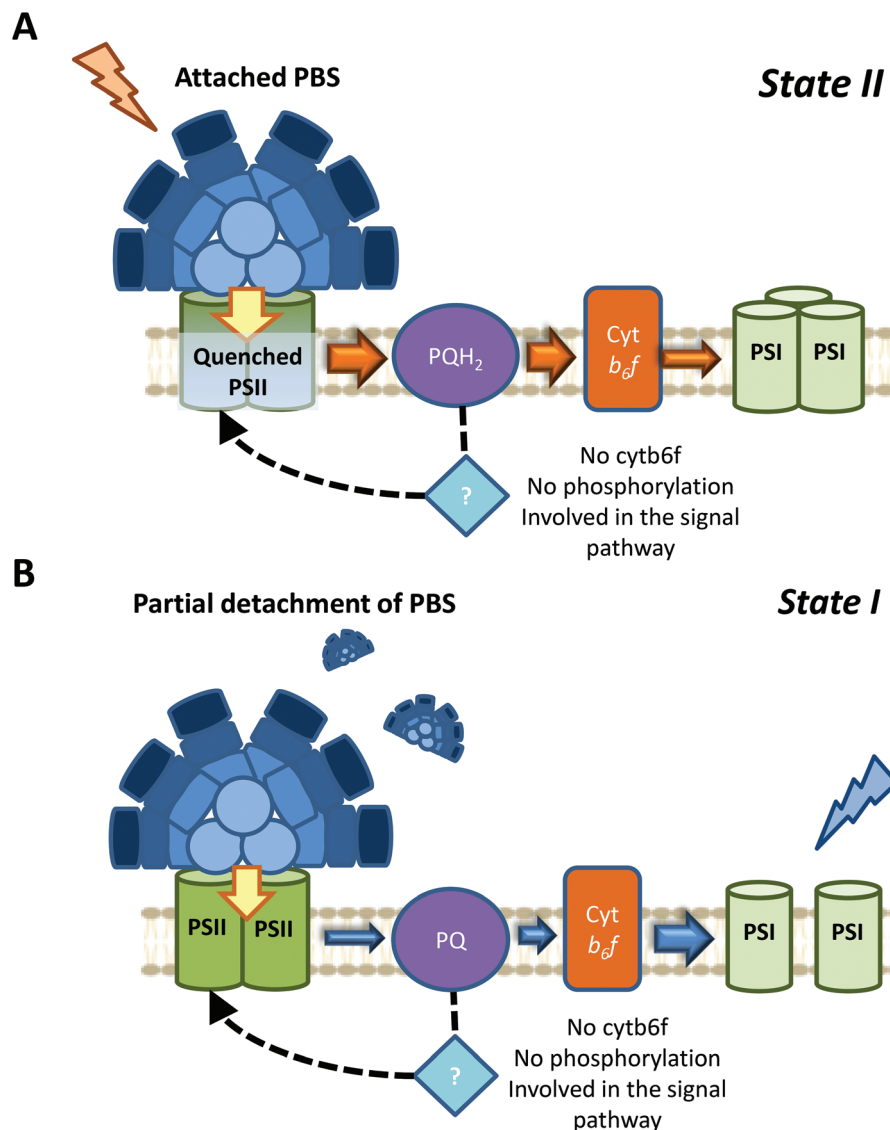 A
Attached PBS
State II
Quenched
PSII
PQH₂
Cyt
b₆f
PSI
PSI
?
No cytb6f
No phosphorylation
Involved in the signal
pathway
B
Partial detachment of PBS
State I
PSII
PSII
PQ
Cyt
b₆f
PSI
PSI
?
No cytb6f
No phosphorylation
Involved in the signal
pathway